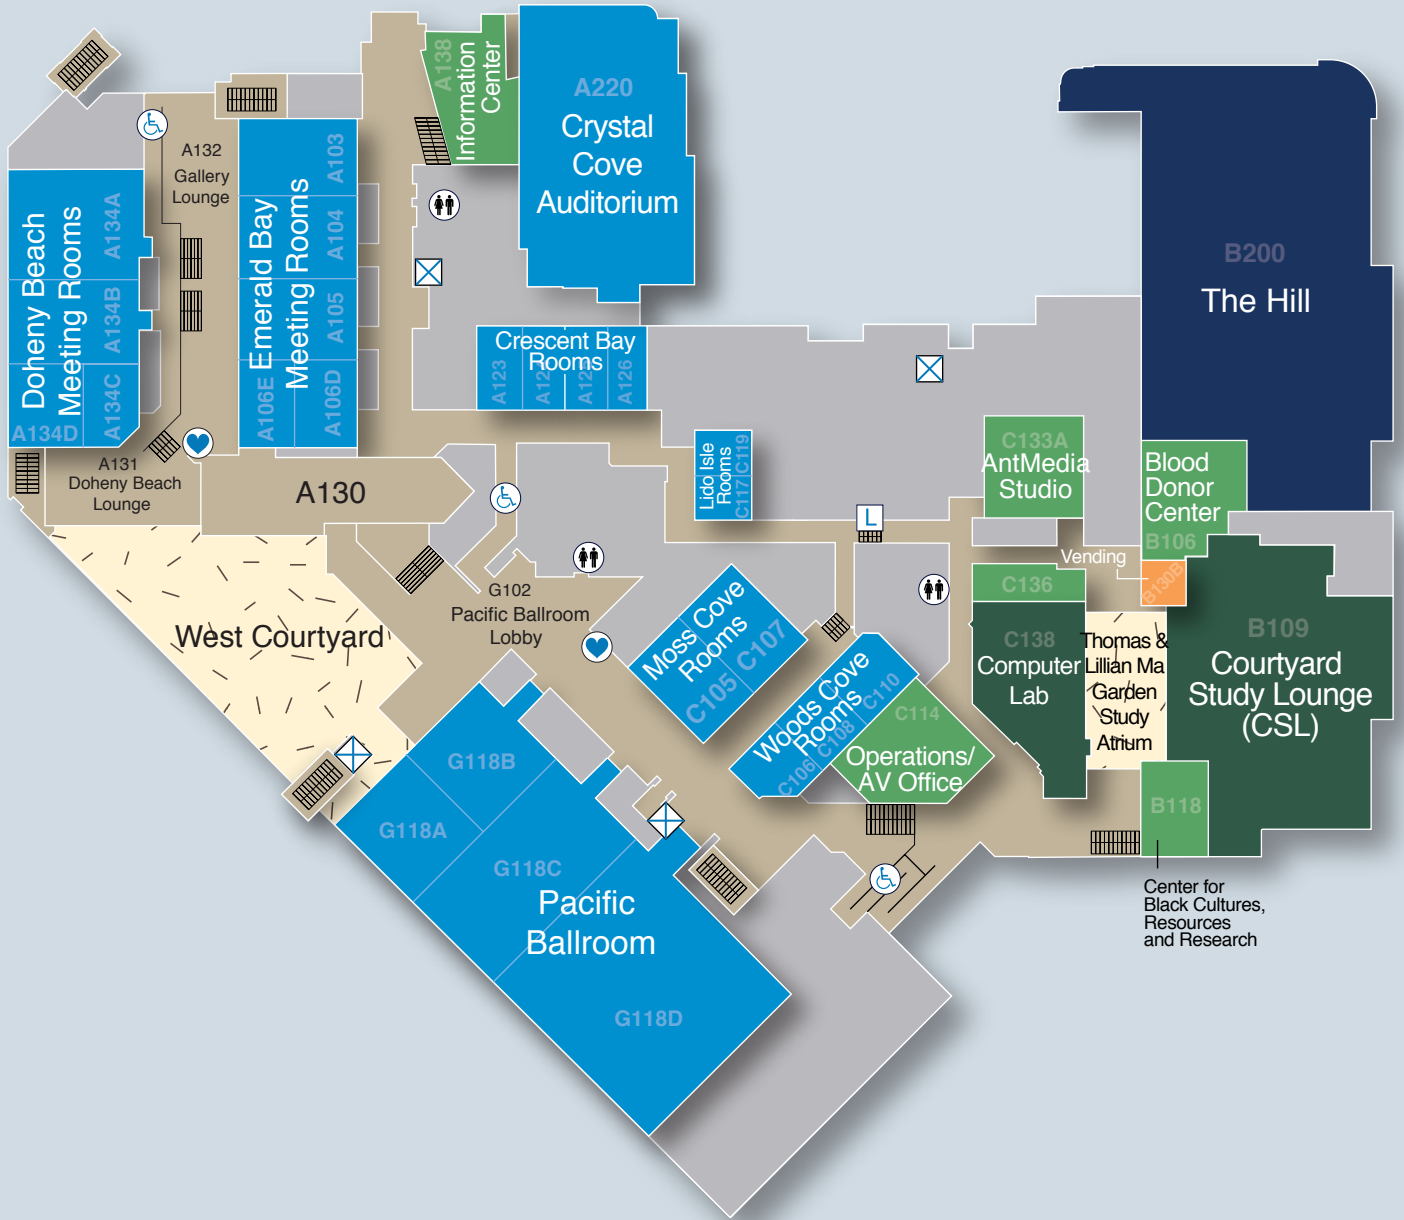 A138
Information
Center
A220
Crystal
Cove
Auditorium
A132
Gallery
Lounge
A103
A104
A105
A106E
A106D
Emerald Bay
Meeting Rooms
Doheny Beach
Meeting Rooms
A134A
A134B
A134C
A134D
B200
The Hill
Crescent Bay
Rooms
A123
A126
Lido Isle
Rooms
C117
C119
C133A
AntMedia
Studio
Blood
Donor
Center
B106
A131
Doheny Beach
Lounge
A130
L
Vending
B130B
C136
G102
Pacific Ballroom
Lobby
West Courtyard
Moss Cove
Rooms
C105
C107
C138
Computer
Lab
Thomas &
Lillian Ma
Garden
Study
Atrium
B109
Courtyard
Study Lounge
(CSL)
Woods Cove
Rooms
C106
C108
C110
C114
Operations/
AV Office
G118B
G118A
G118C
Pacific
Ballroom
G118D
B118
Center for
Black Cultures,
Resources
and Research